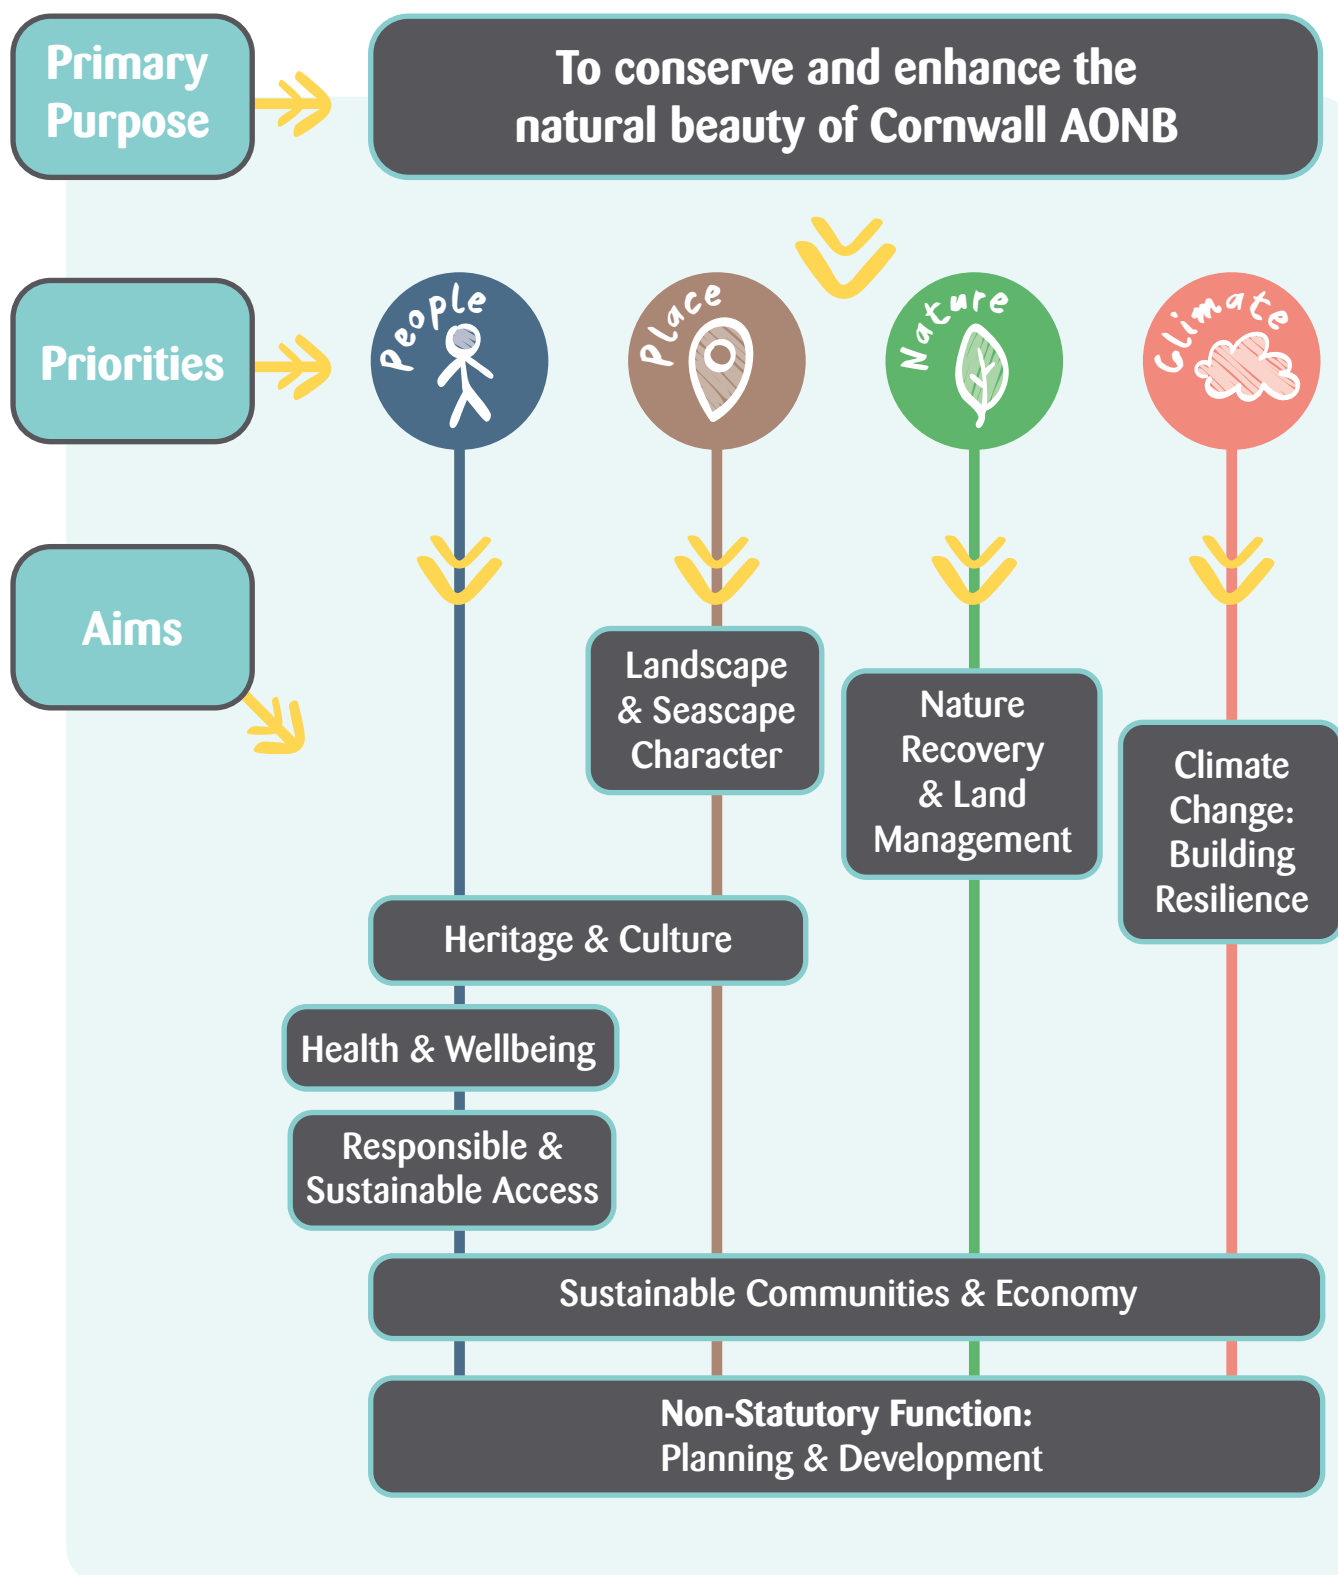 Primary
Purpose
To conserve and enhance the
natural beauty of Cornwall AONB
Priorities
People
Place
Nature
Climate
Aims
Landscape
& Seascape
Character
Nature
Recovery
& Land
Management
Climate
Change:
Building
Resilience
Heritage & Culture
Health & Wellbeing
Responsible &
Sustainable Access
Sustainable Communities & Economy
Non-Statutory Function:
Planning & Development